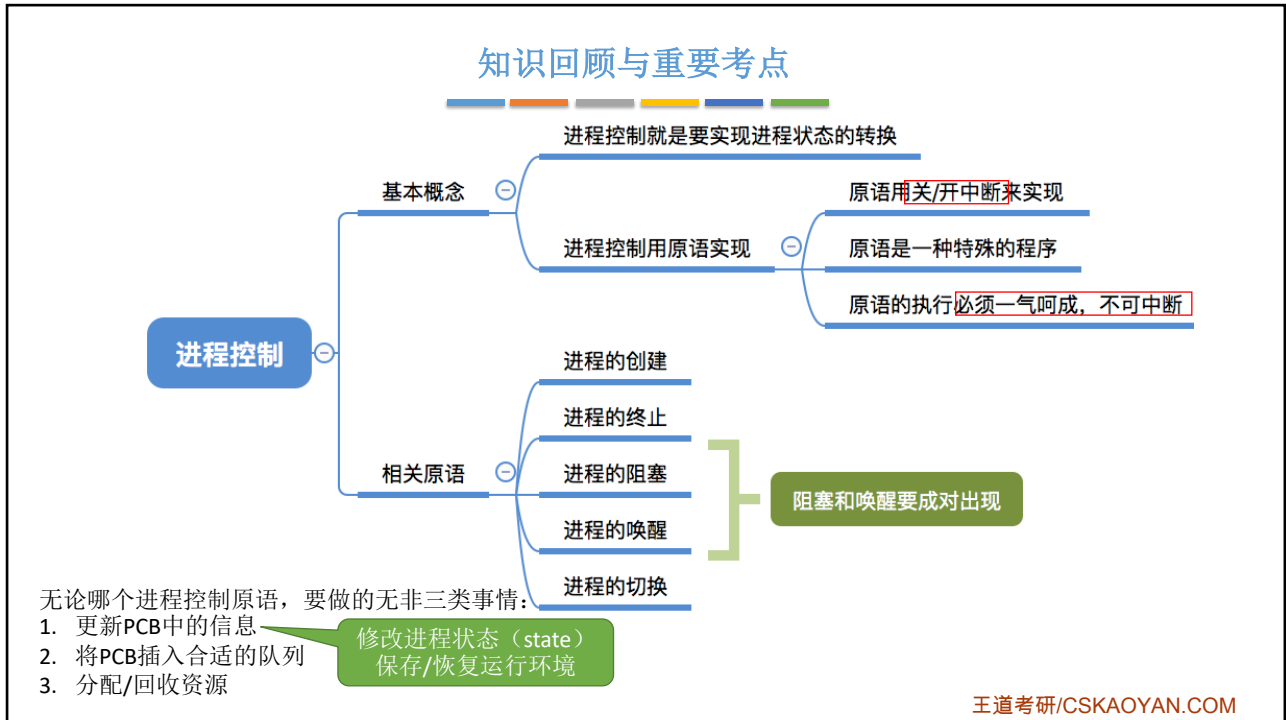 知识回顾与重要考点
进程控制就是要实现进程状态的转换
基本概念
原语用关/开中断来实现
进程控制用原语实现
原语是一种特殊的程序
原语的执行必须一气呵成，不可中断
进程控制
进程的创建
进程的终止
相关原语
进程的阻塞
阻塞和唤醒要成对出现
进程的唤醒
进程的切换
无论哪个进程控制原语，要做的无非三类事情：
1. 更新PCB中的信息
2. 将PCB插入合适的队列
3. 分配/回收资源
修改进程状态（state）
保存/恢复运行环境
王道考研/CSKAOYAN.COM